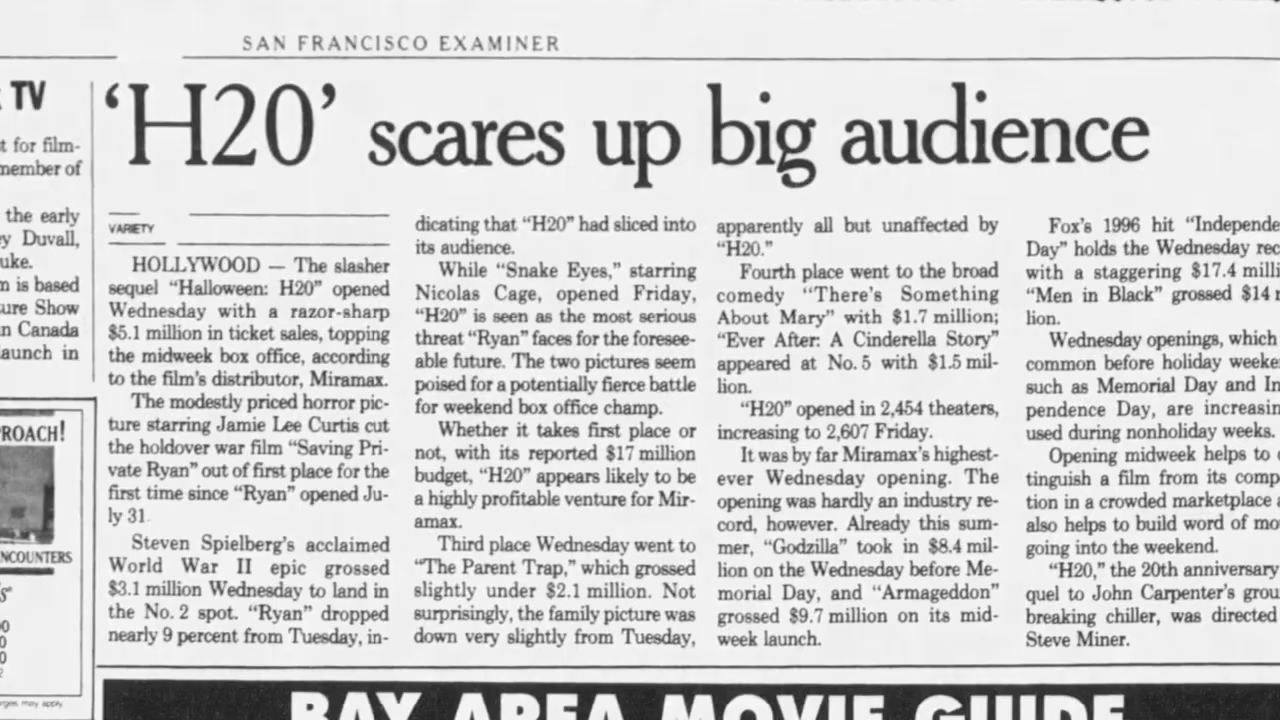 SAN FRANCISCO EXAMINER
TV
t for film-
member of
the early
y Duvall,
uke.
m is based
ure Show
n Canada
launch in
ROACH!
NCOUNTERS
rges may apply
'H20' scares up big audience
VARIETY
HOLLYWOOD — The slasher
sequel "Halloween: H20" opened
Wednesday with a razor-sharp
$5.1 million in ticket sales, topping
the midweek box office, according
to the film's distributor, Miramax.
The modestly priced horror pic-
ture starring Jamie Lee Curtis cut
the holdover war film "Saving Pri-
vate Ryan" out of first place for the
first time since "Ryan" opened Ju-
ly 31.
Steven Spielberg's acclaimed
World War II epic grossed
$3.1 million Wednesday to land in
the No. 2 spot. "Ryan" dropped
nearly 9 percent from Tuesday, in-
dicating that "H20" had sliced into
its audience.
While "Snake Eyes," starring
Nicolas Cage, opened Friday,
"H20" is seen as the most serious
threat "Ryan" faces for the foresee-
able future. The two pictures seem
poised for a potentially fierce battle
for weekend box office champ.
Whether it takes first place or
not, with its reported $17 million
budget, "H20" appears likely to be
a highly profitable venture for Mir-
amax.
Third place Wednesday went to
"The Parent Trap," which grossed
slightly under $2.1 million. Not
surprisingly, the family picture was
down very slightly from Tuesday,
apparently all but unaffected by
"H20."
Fourth place went to the broad
comedy "There's Something
About Mary" with $1.7 million;
"Ever After: A Cinderella Story"
appeared at No. 5 with $1.5 mil-
lion.
"H20" opened in 2,454 theaters,
increasing to 2,607 Friday.
It was by far Miramax's highest-
ever Wednesday opening. The
opening was hardly an industry re-
cord, however. Already this sum-
mer, "Godzilla" took in $8.4 mil-
lion on the Wednesday before Me-
morial Day, and "Armageddon"
grossed $9.7 million on its mid-
week launch.
Fox's 1996 hit "Independe
Day" holds the Wednesday rec
with a staggering $17.4 milli
"Men in Black" grossed $14 m
lion.
Wednesday openings, which
common before holiday weeke
such as Memorial Day and In
pendence Day, are increasin
used during nonholiday weeks.
Opening midweek helps to
tinguish a film from its comp
tion in a crowded marketplace
also helps to build word of mo
going into the weekend.
"H20," the 20th anniversary
quel to John Carpenter's grou
breaking chiller, was directed
Steve Miner.
BAY AREA MOVIE GUIDE